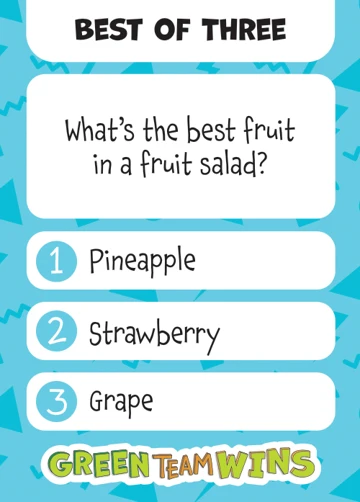 BEST OF THREE
What's the best fruit
in a fruit salad?
1 Pineapple
2 Strawberry
3 Grape
GREEN TEAM WINS